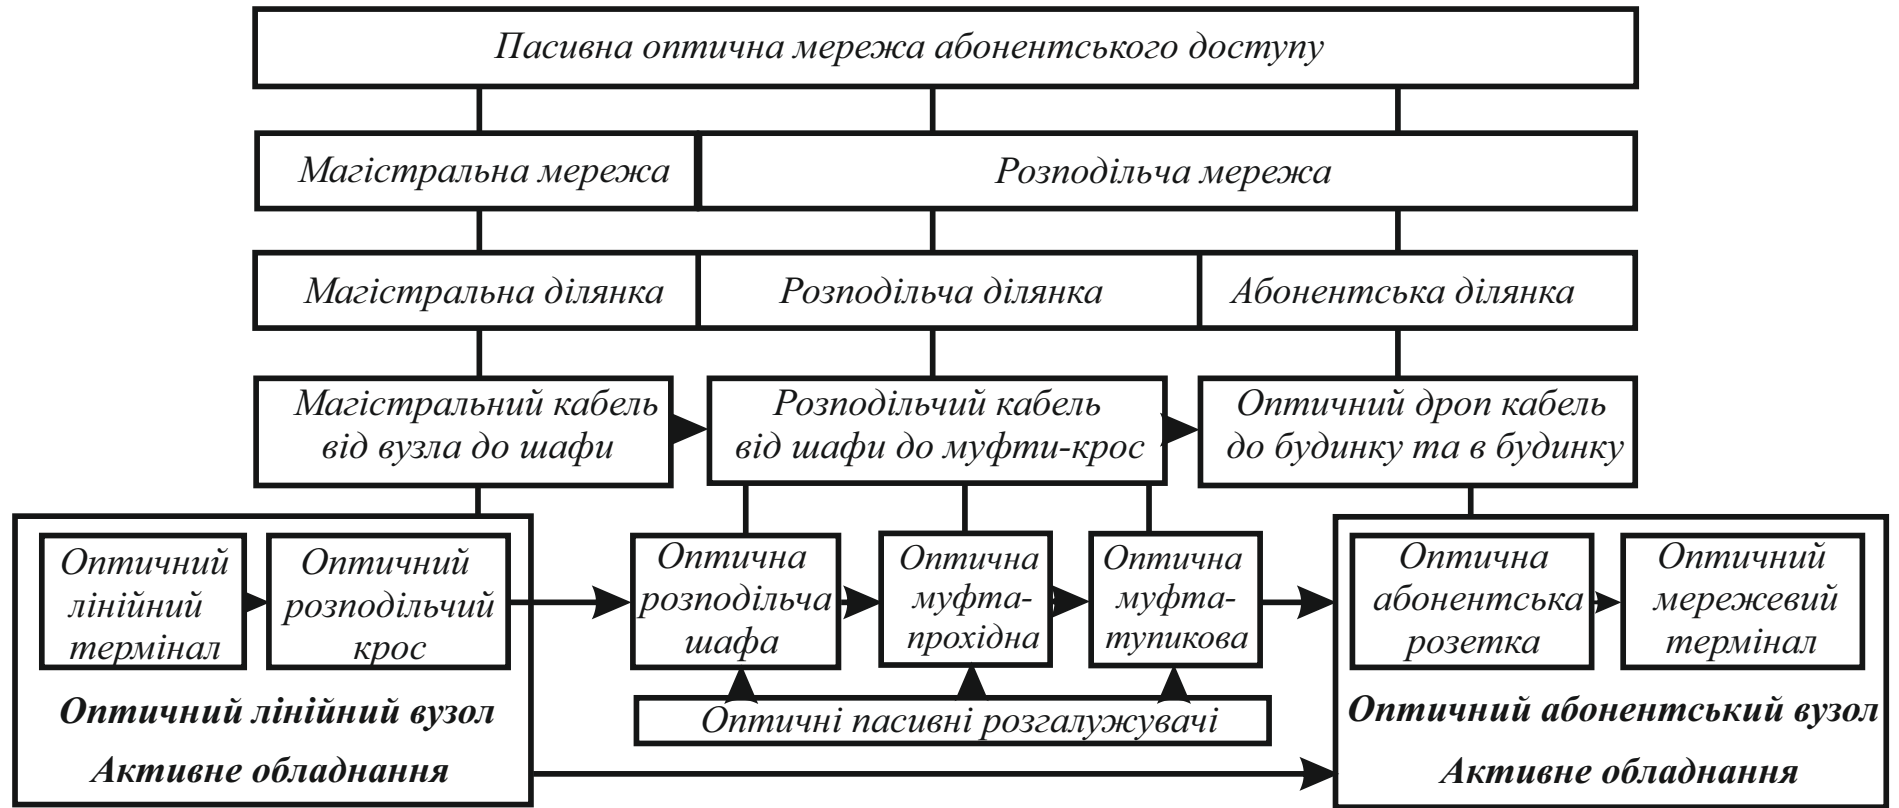 Пасивна оптична мережа абонентського доступу
Магістральна мережа
Розподільча мережа
Магістральна ділянка
Розподільча ділянка
Абонентська ділянка
Магістральний кабель
від вузла до шафи
Розподільчий кабель
від шафи до муфти-крос
Оптичний дроп кабель
до будинку та в будинку
Оптичний
лінійний
термінал
Оптичний
розподільчий
крос
Оптичний лінійний вузол
Активне обладнання
Оптична
розподільча
шафа
Оптична
муфта-
прохідна
Оптична
муфта-
тупикова
Оптичні пасивні розгалужувачі
Оптична
абонентська
розетка
Оптичний
мережевий
термінал
Оптичний абонентський вузол
Активне обладнання